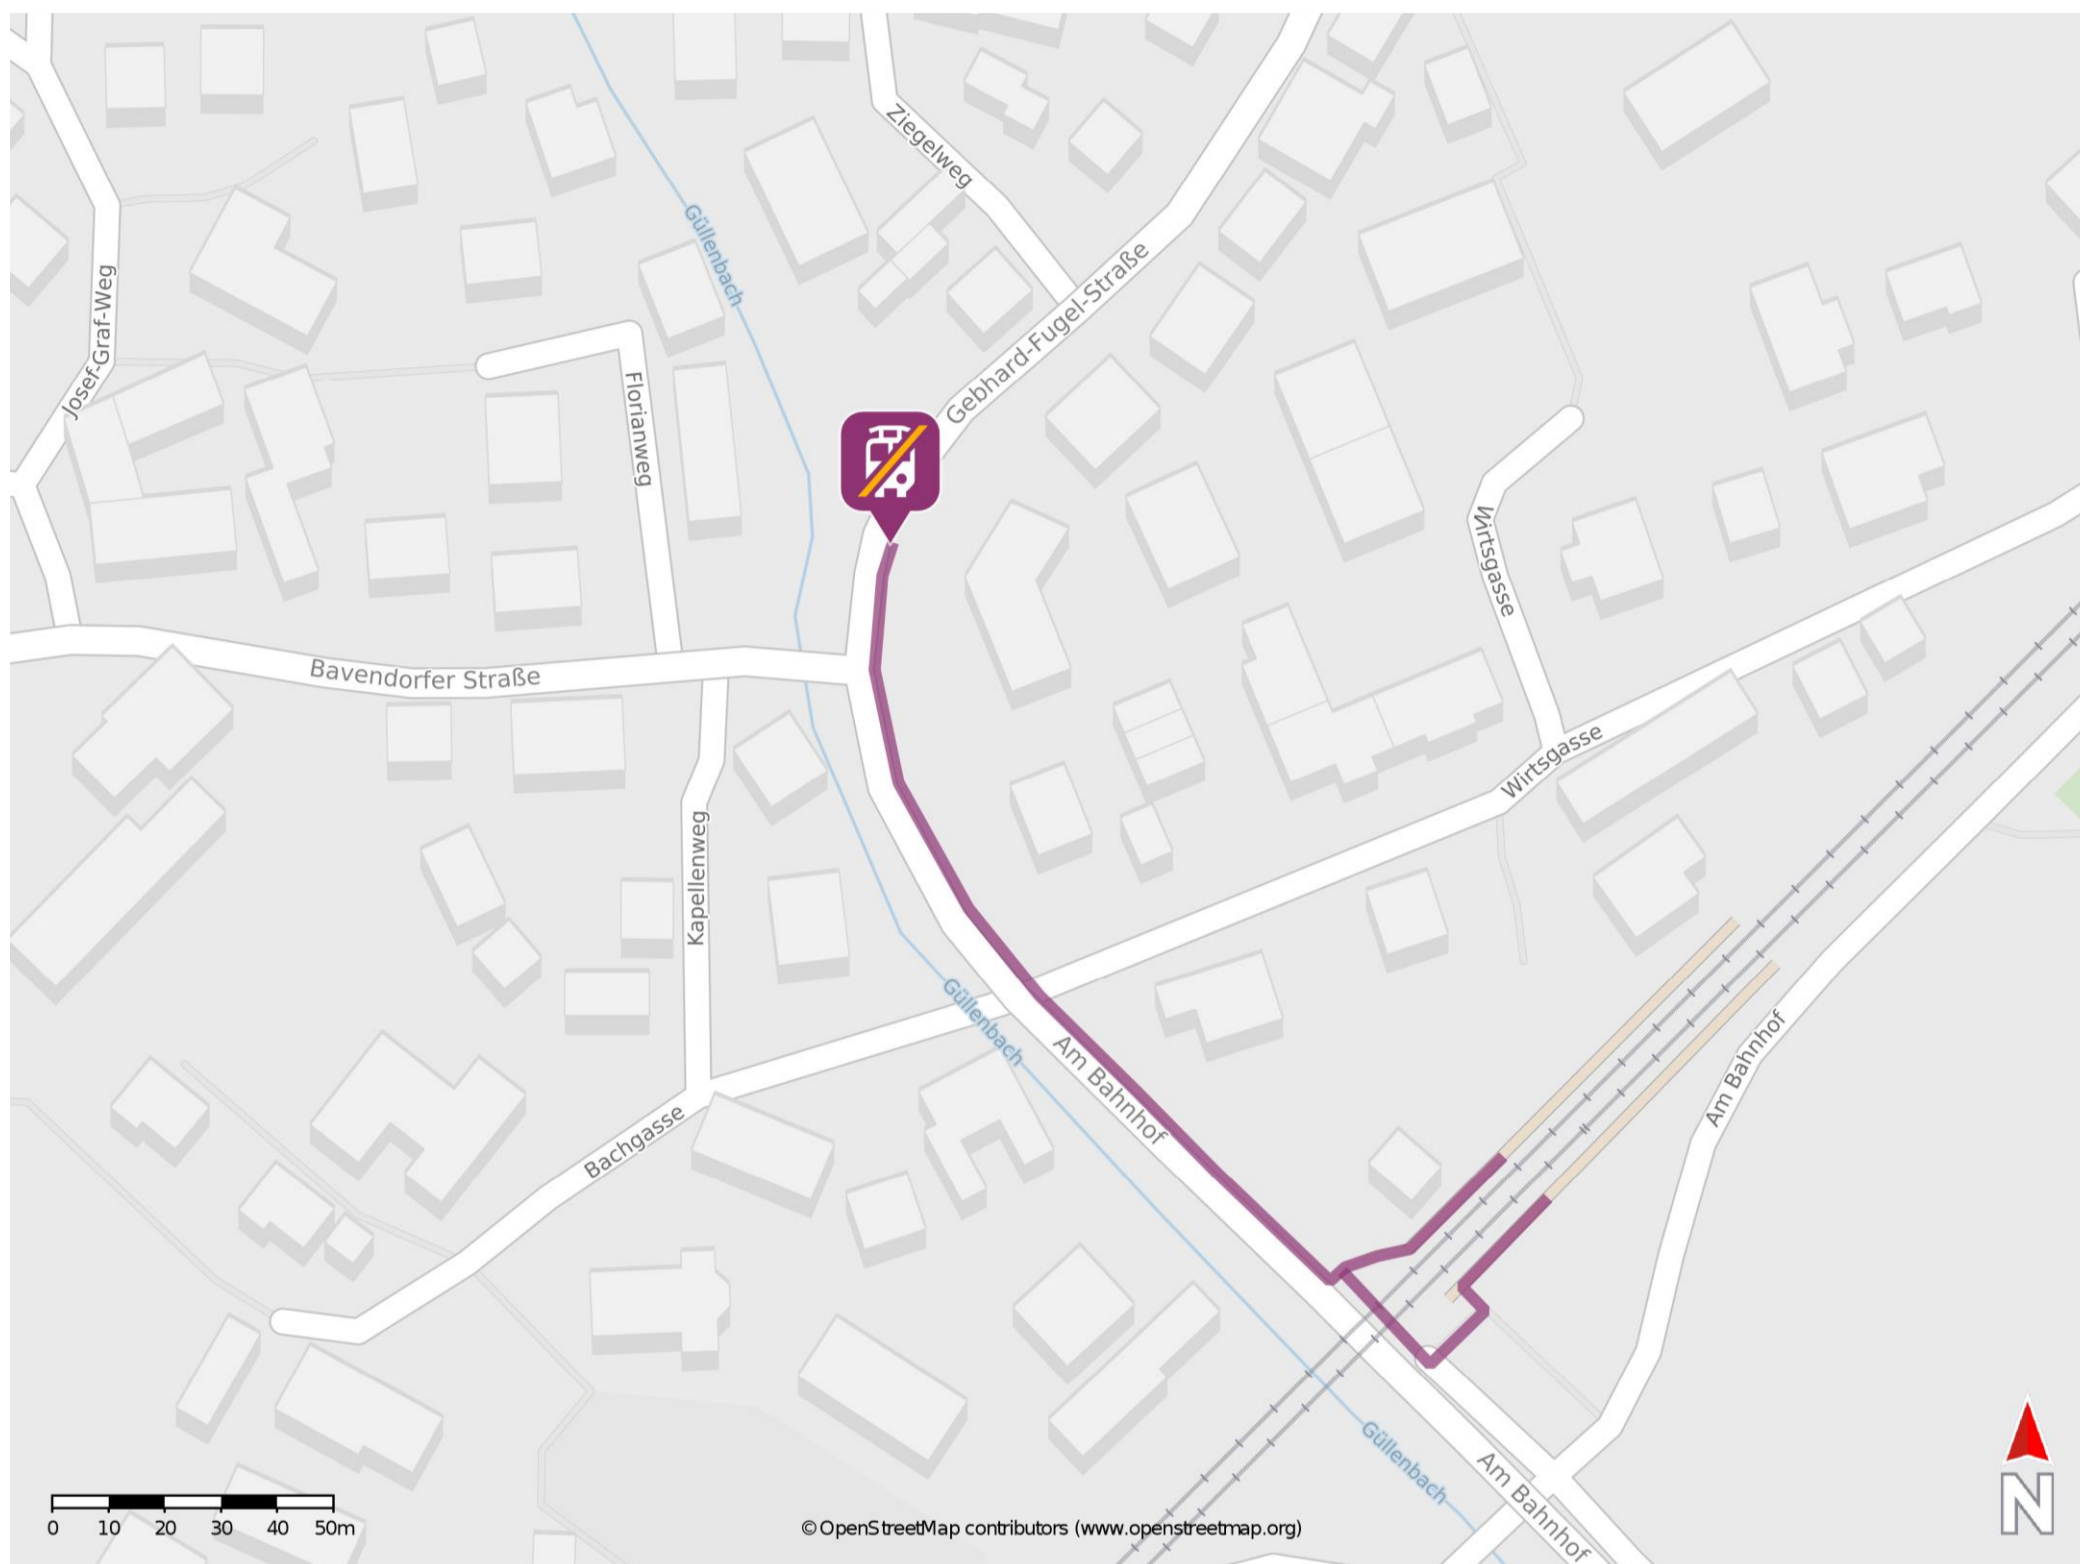 Ziegelweg
Güllenbach
Gebhard-Fugel-Straße
Josef-Graf-Weg
Florianweg
Wirtsgasse
Bavendorfer Straße
Wirtsgasse
Kapellenweg
Güllenbach
Am Bahnhof
Am Bahnhof
Bachgasse
Güllenbach
Am Bahnhof
0 10 20 30 40 50m
© OpenStreetMap contributors (www.openstreetmap.org)
N